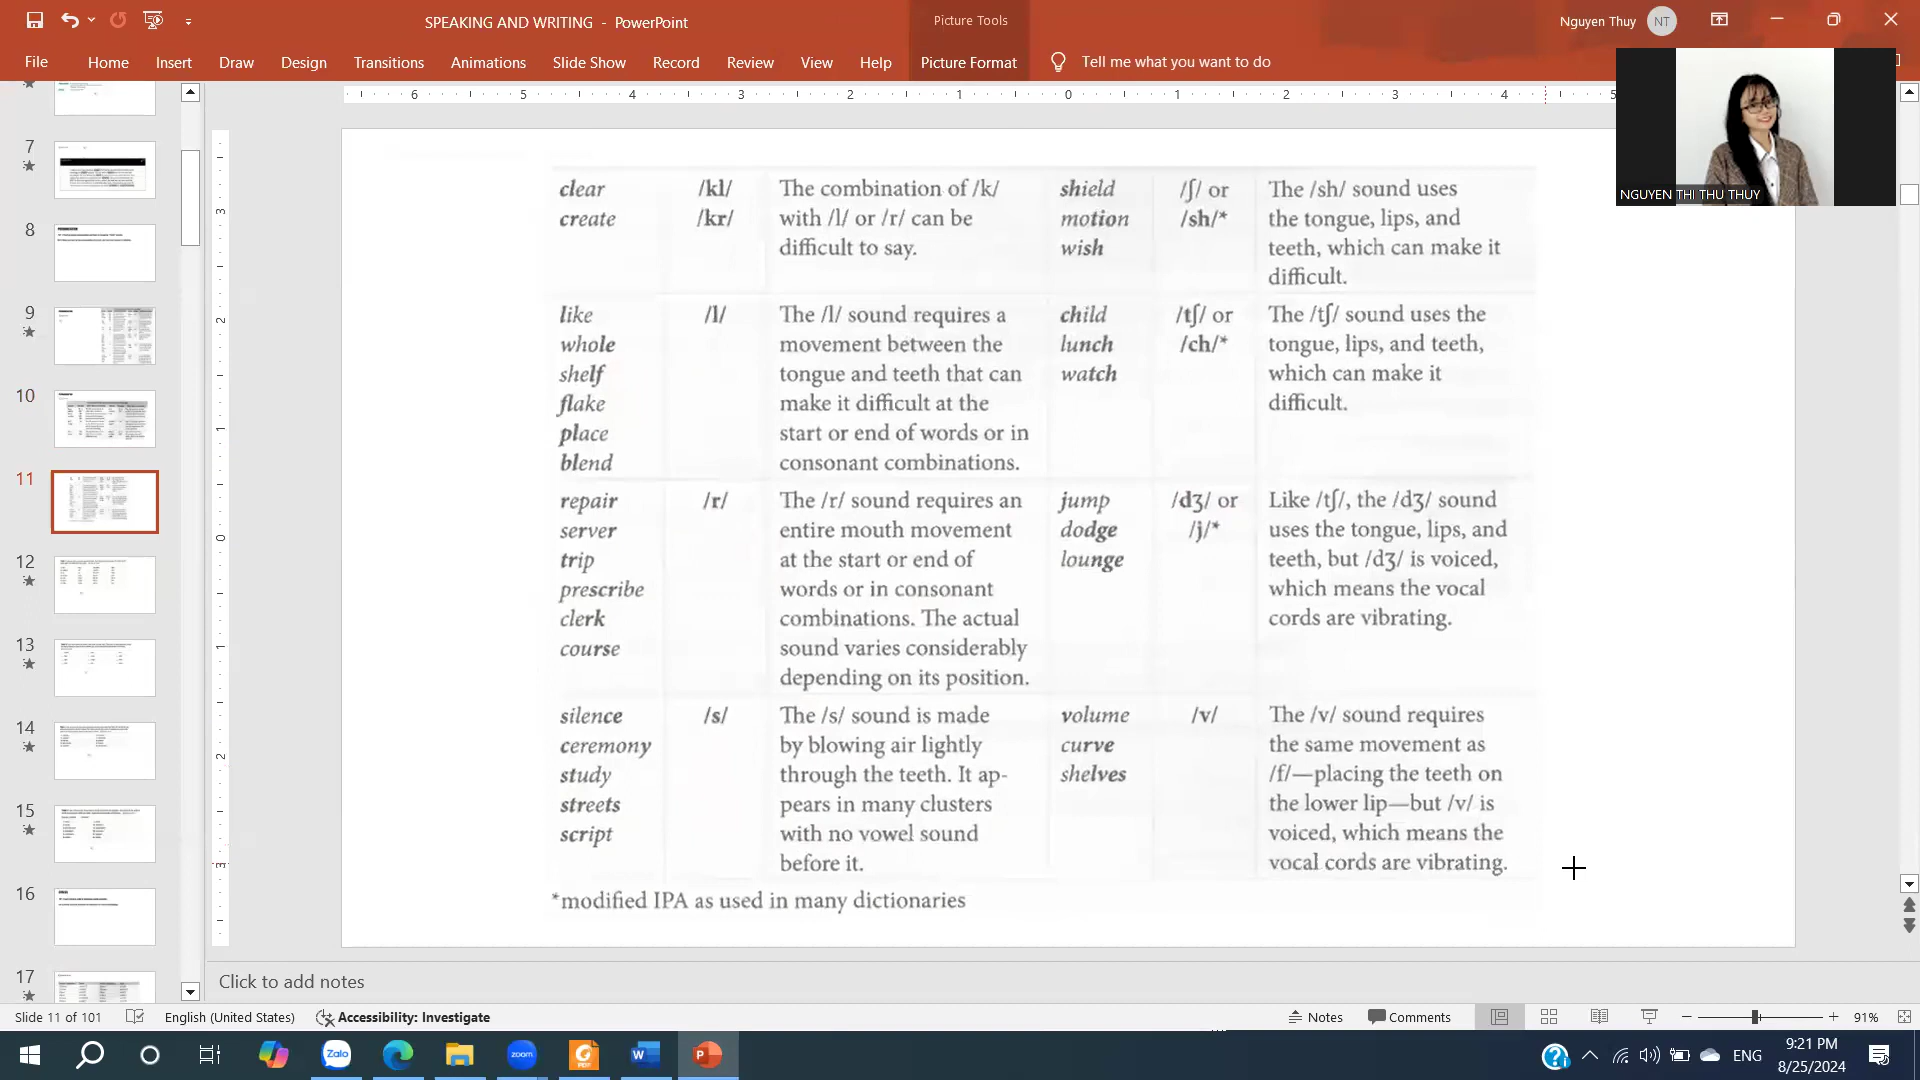 SPEAKING AND WRITING - PowerPoint
Picture Tools
Nguyen Thuy
NT
File
Home
Insert
Draw
Design
Transitions
Animations
Slide Show
Record
Review
View
Help
Picture Format
Tell me what you want to do
NGUYEN THI THU THUY
7
8
9
10
11
12
13
14
15
16
17
clear
create
/kl/
/kr/
The combination of /k/
with /l/ or /r/ can be
difficult to say.
shield
motion
wish
/ʃ/ or
/sh/*
The /sh/ sound uses
the tongue, lips, and
teeth, which can make it
difficult.
like
whole
shelf
flake
place
blend
/l/
The /l/ sound requires a
movement between the
tongue and teeth that can
make it difficult at the
start or end of words or in
consonant combinations.
child
lunch
watch
/tʃ/ or
/ch/*
The /tʃ/ sound uses the
tongue, lips, and teeth,
which can make it
difficult.
repair
server
trip
prescribe
clerk
course
/r/
The /r/ sound requires an
entire mouth movement
at the start or end of
words or in consonant
combinations. The actual
sound varies considerably
depending on its position.
jump
dodge
lounge
/dʒ/ or
/j/*
Like /tʃ/, the /dʒ/ sound
uses the tongue, lips, and
teeth, but /dʒ/ is voiced,
which means the vocal
cords are vibrating.
silence
ceremony
study
streets
script
/s/
The /s/ sound is made
by blowing air lightly
through the teeth. It ap-
pears in many clusters
with no vowel sound
before it.
volume
curve
shelves
/v/
The /v/ sound requires
the same movement as
/f/—placing the teeth on
the lower lip—but /v/ is
voiced, which means the
vocal cords are vibrating.
*modified IPA as used in many dictionaries
Click to add notes
Slide 11 of 101
English (United States)
Accessibility: Investigate
Notes
Comments
91%
Zalo
zoom
ENG
9:21 PM
8/25/2024